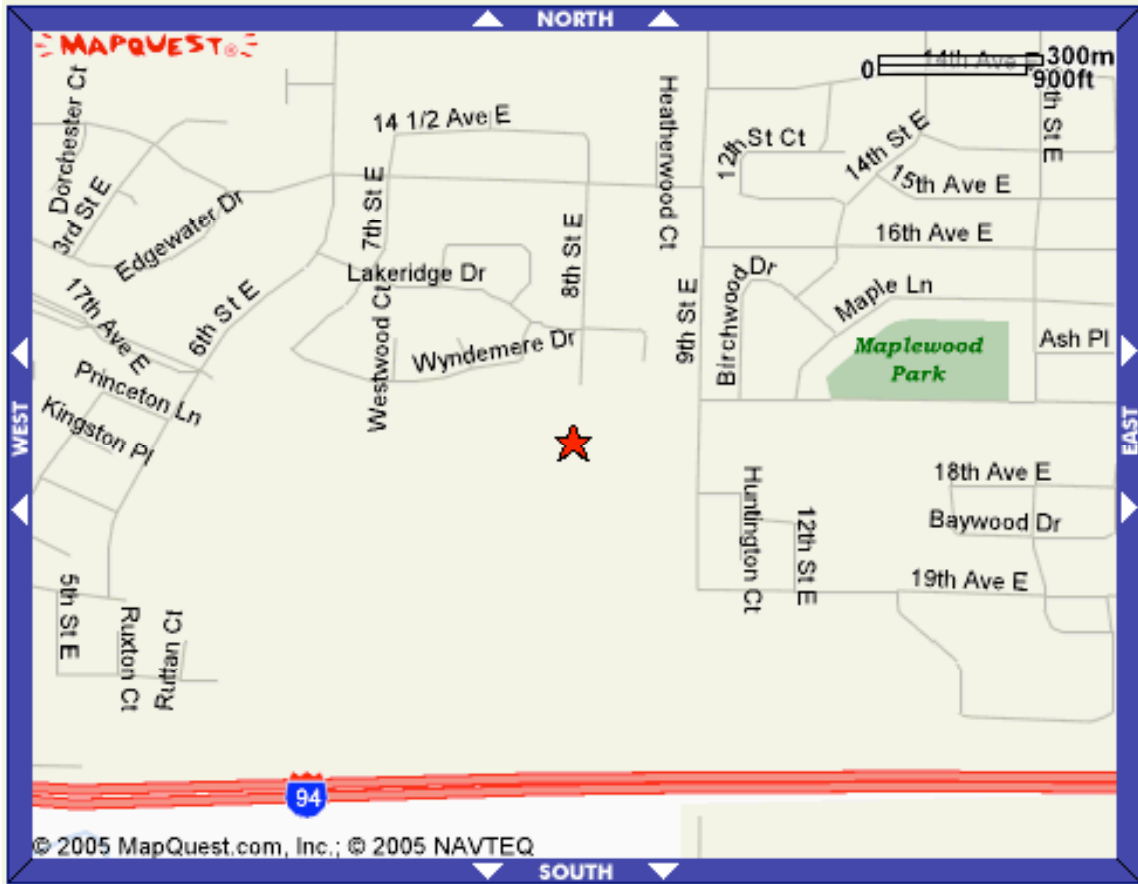 NORTH
MAPQUEST®
0
300m
900ft
14th Ave E
th St E
Dorchester Ct
3rd St E
Edgewater Dr
14 1/2 Ave E
7th St E
8th St E
Heatherwood Ct
12th St Ct
14th St E
15th Ave E
16th Ave E
17th Ave E
6th St E
Lakeridge Dr
Westwood Ct
Wyndemere Dr
9th St E
Birchwood Dr
Maple Ln
Maplewood
Park
Ash Pl
Princeton Ln
Kingston Pl
WEST
EAST
18th Ave E
Baywood Dr
19th Ave E
Huntington Ct
12th St E
5th St E
Ruxton Ct
Ruttan Ct
94
© 2005 MapQuest.com, Inc.; © 2005 NAVTEQ
SOUTH